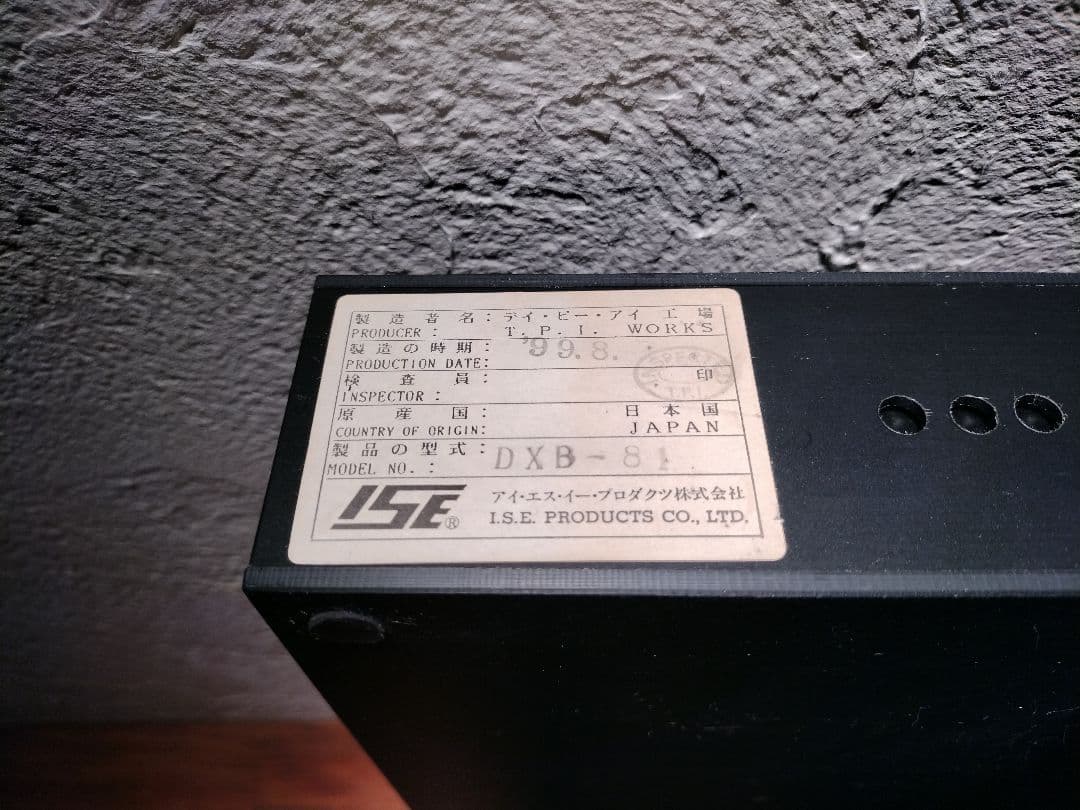 製造者名：テイ・ピー・アイ 工場
PRODUCER : T. P. I. WORKS
製造の時期： '99.8.
PRODUCTION DATE:
検査員： 印
INSPECTOR :
原産国： 日本国
COUNTRY OF ORIGIN: JAPAN
製品の型式：
MODEL NO. : DXB-81
ISE® アイ・エス・イー・プロダクツ株式会社
I.S.E. PRODUCTS CO., LTD.